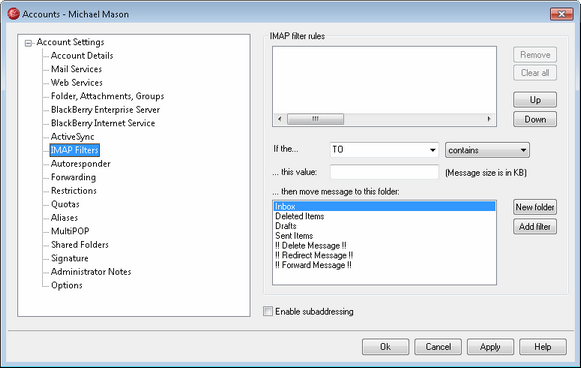 Accounts - Michael Mason
Account Settings
Account Details
Mail Services
Web Services
Folder, Attachments, Groups
BlackBerry Enterprise Server
BlackBerry Internet Service
ActiveSync
IMAP Filters
Autoresponder
Forwarding
Restrictions
Quotas
Aliases
MultiPOP
Shared Folders
Signature
Administrator Notes
Options
IMAP filter rules
Remove
Clear all
Up
Down
If the... TO contains
... this value: (Message size is in KB)
... then move message to this folder:
Inbox
Deleted Items
Drafts
Sent Items
!! Delete Message !!
!! Redirect Message !!
!! Forward Message !!
New folder
Add filter
Enable subaddressing
Ok Cancel Apply Help